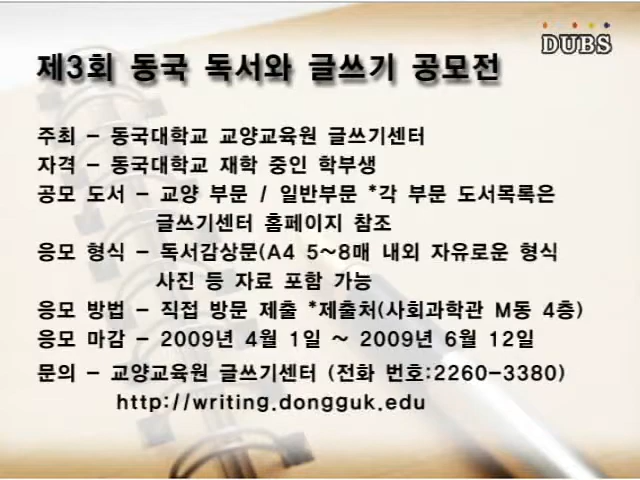 DUBS
제3회 동국 독서와 글쓰기 공모전
주최 - 동국대학교 교양교육원 글쓰기센터
자격 - 동국대학교 재학 중인 학부생
공모 도서 - 교양 부문 / 일반부문 *각 부문 도서목록은
글쓰기센터 홈페이지 참조
응모 형식 - 독서감상문(A4 5~8매 내외 자유로운 형식
사진 등 자료 포함 가능
응모 방법 - 직접 방문 제출 *제출처(사회과학관 M동 4층)
응모 마감 - 2009년 4월 1일 ~ 2009년 6월 12일
문의 - 교양교육원 글쓰기센터 (전화 번호:2260-3380)
http://writing.dongguk.edu